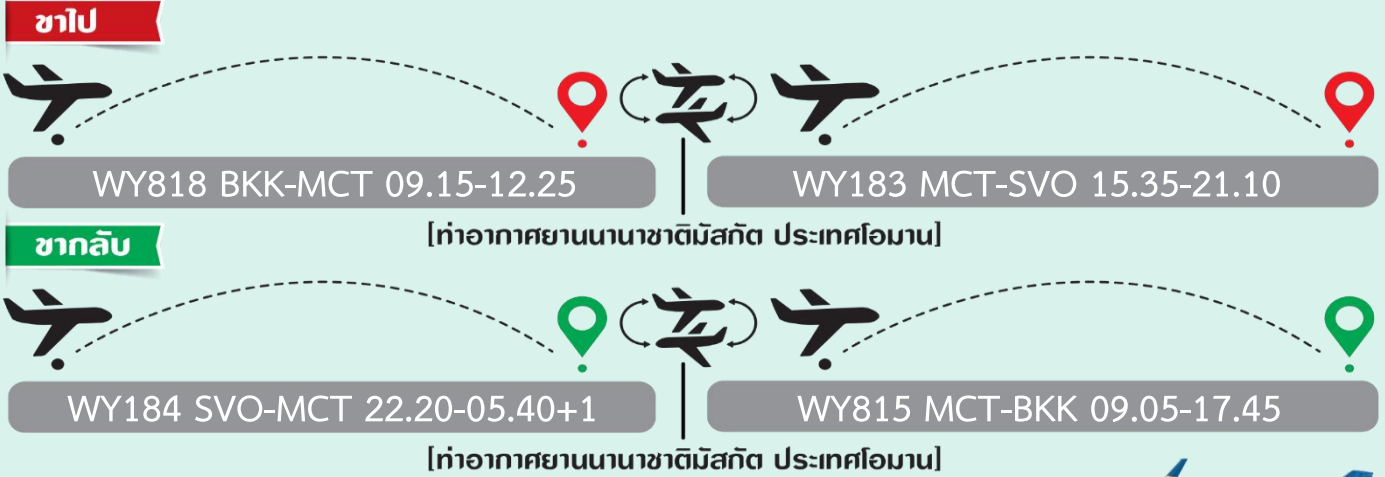 ขาไป
WY818 BKK-MCT 09.15-12.25
WY183 MCT-SVO 15.35-21.10
[ท่าอากาศยานนานาชาติมัสกัต ประเทศโอมาน]
ขากลับ
WY184 SVO-MCT 22.20-05.40+1
WY815 MCT-BKK 09.05-17.45
[ท่าอากาศยานนานาชาติมัสกัต ประเทศโอมาน]